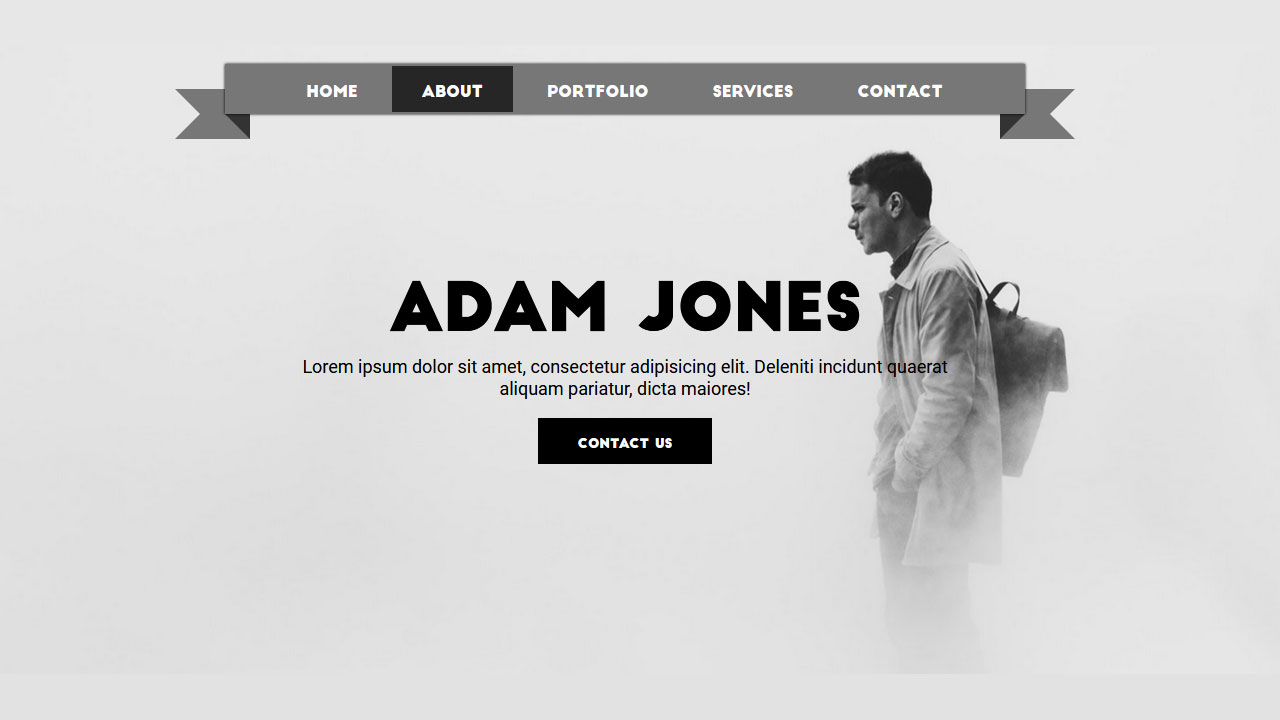 HOME ABOUT PORTFOLIO SERVICES CONTACT
ADAM JONES
Lorem ipsum dolor sit amet, consectetur adipisicing elit. Deleniti incidunt quaerat
aliquam pariatur, dicta maiores!
CONTACT US